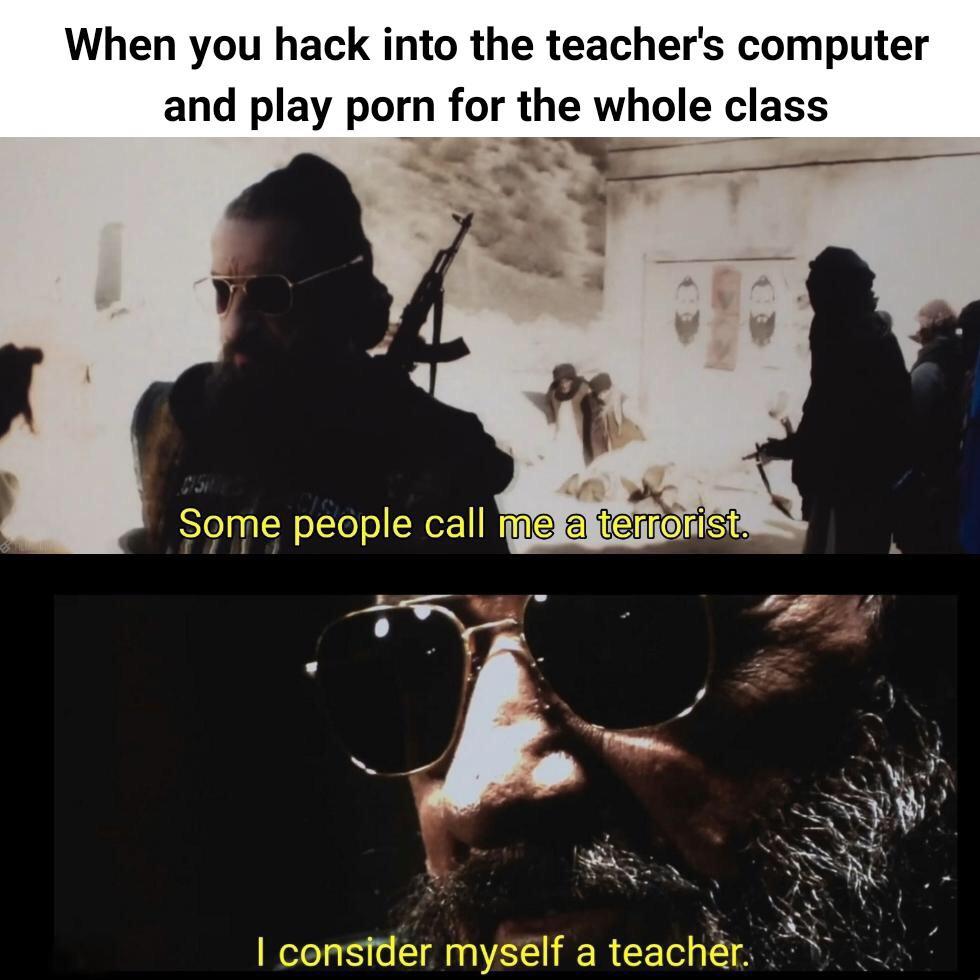 When you hack into the teacher's computer
and play porn for the whole class
Some people call me a terrorist.
I consider myself a teacher.